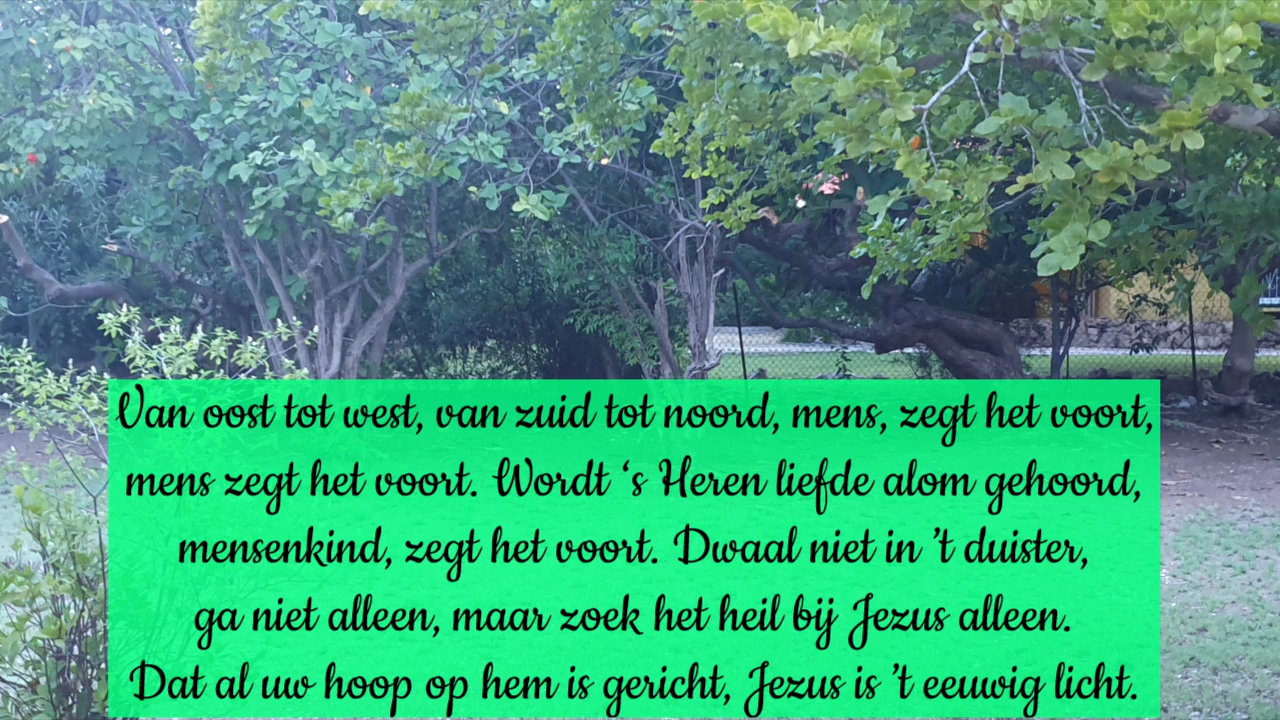 Van oost tot west, van zuid tot noord, mens, zegt het voort,
mens zegt het voort. Wordt ‘s Heren liefde alom gehoord,
mensenkind, zegt het voort. Dwaal niet in ’t duister,
ga niet alleen, maar zoek het heil bij Jezus alleen.
Dat al uw hoop op hem is gericht, Jezus is ’t eeuwig licht.